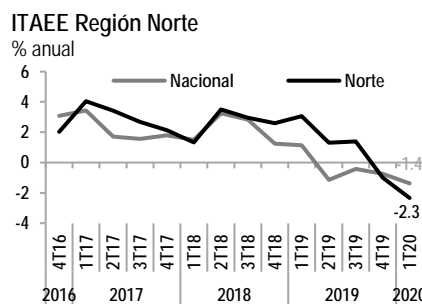 ITAEE Región Norte
% anual
Nacional
Norte
6
4
2
0
-2
-4
-1.4
-2.3
4T16
1T17
2T17
3T17
4T17
1T18
2T18
3T18
4T18
1T19
2T19
3T19
4T19
1T20
2016 2017 2018 2019 2020